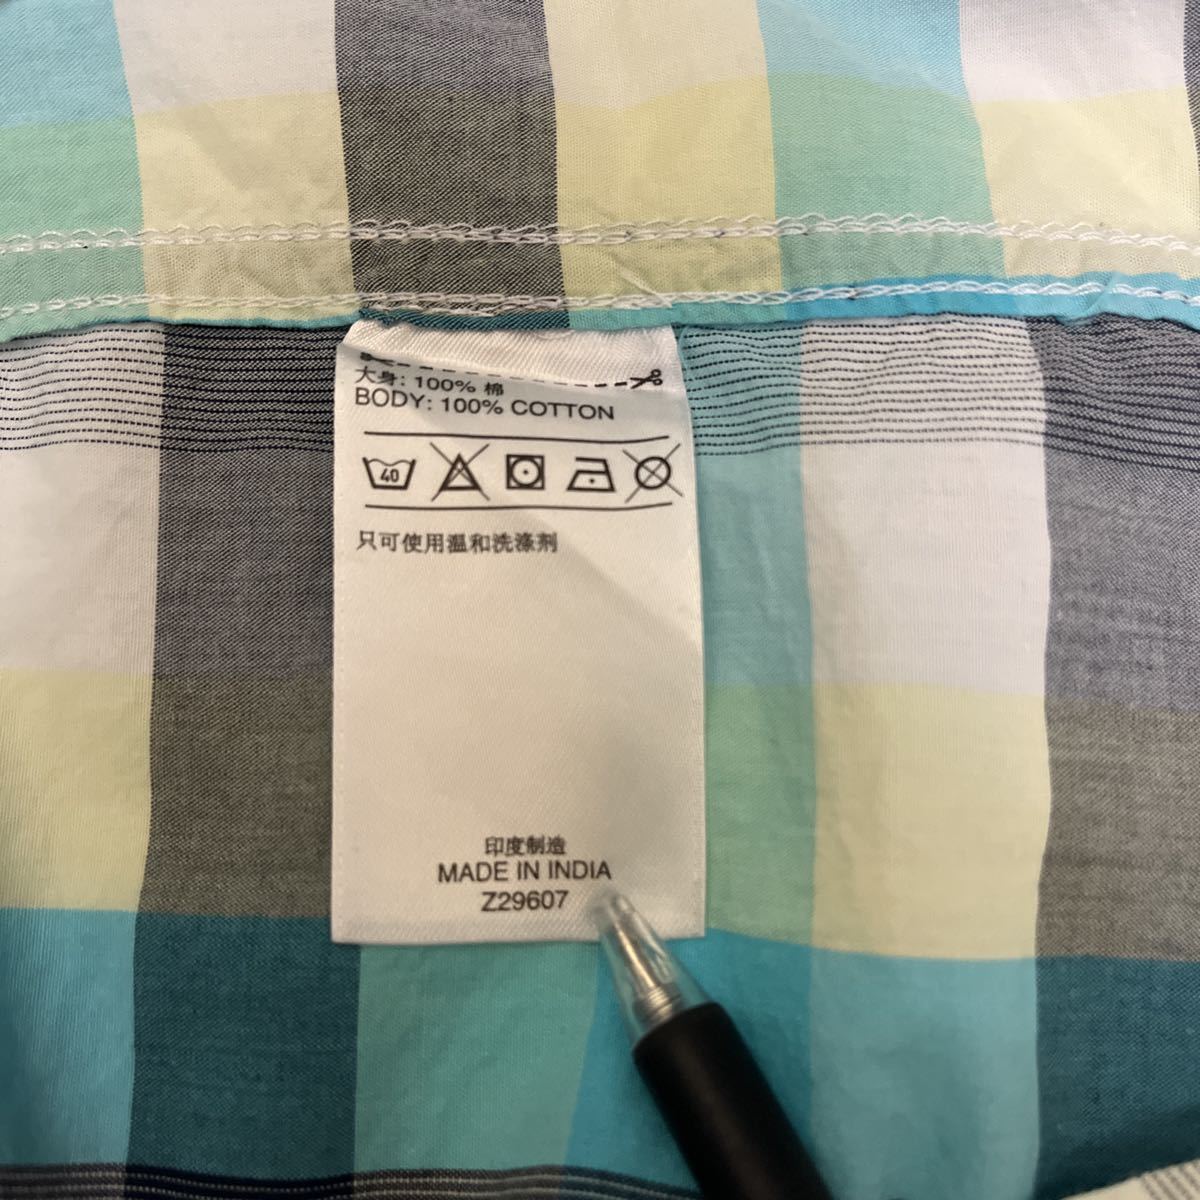 大身: 100% 棉
BODY: 100% COTTON
40
只可使用温和洗涤剂
印度制造
MADE IN INDIA
Z29607